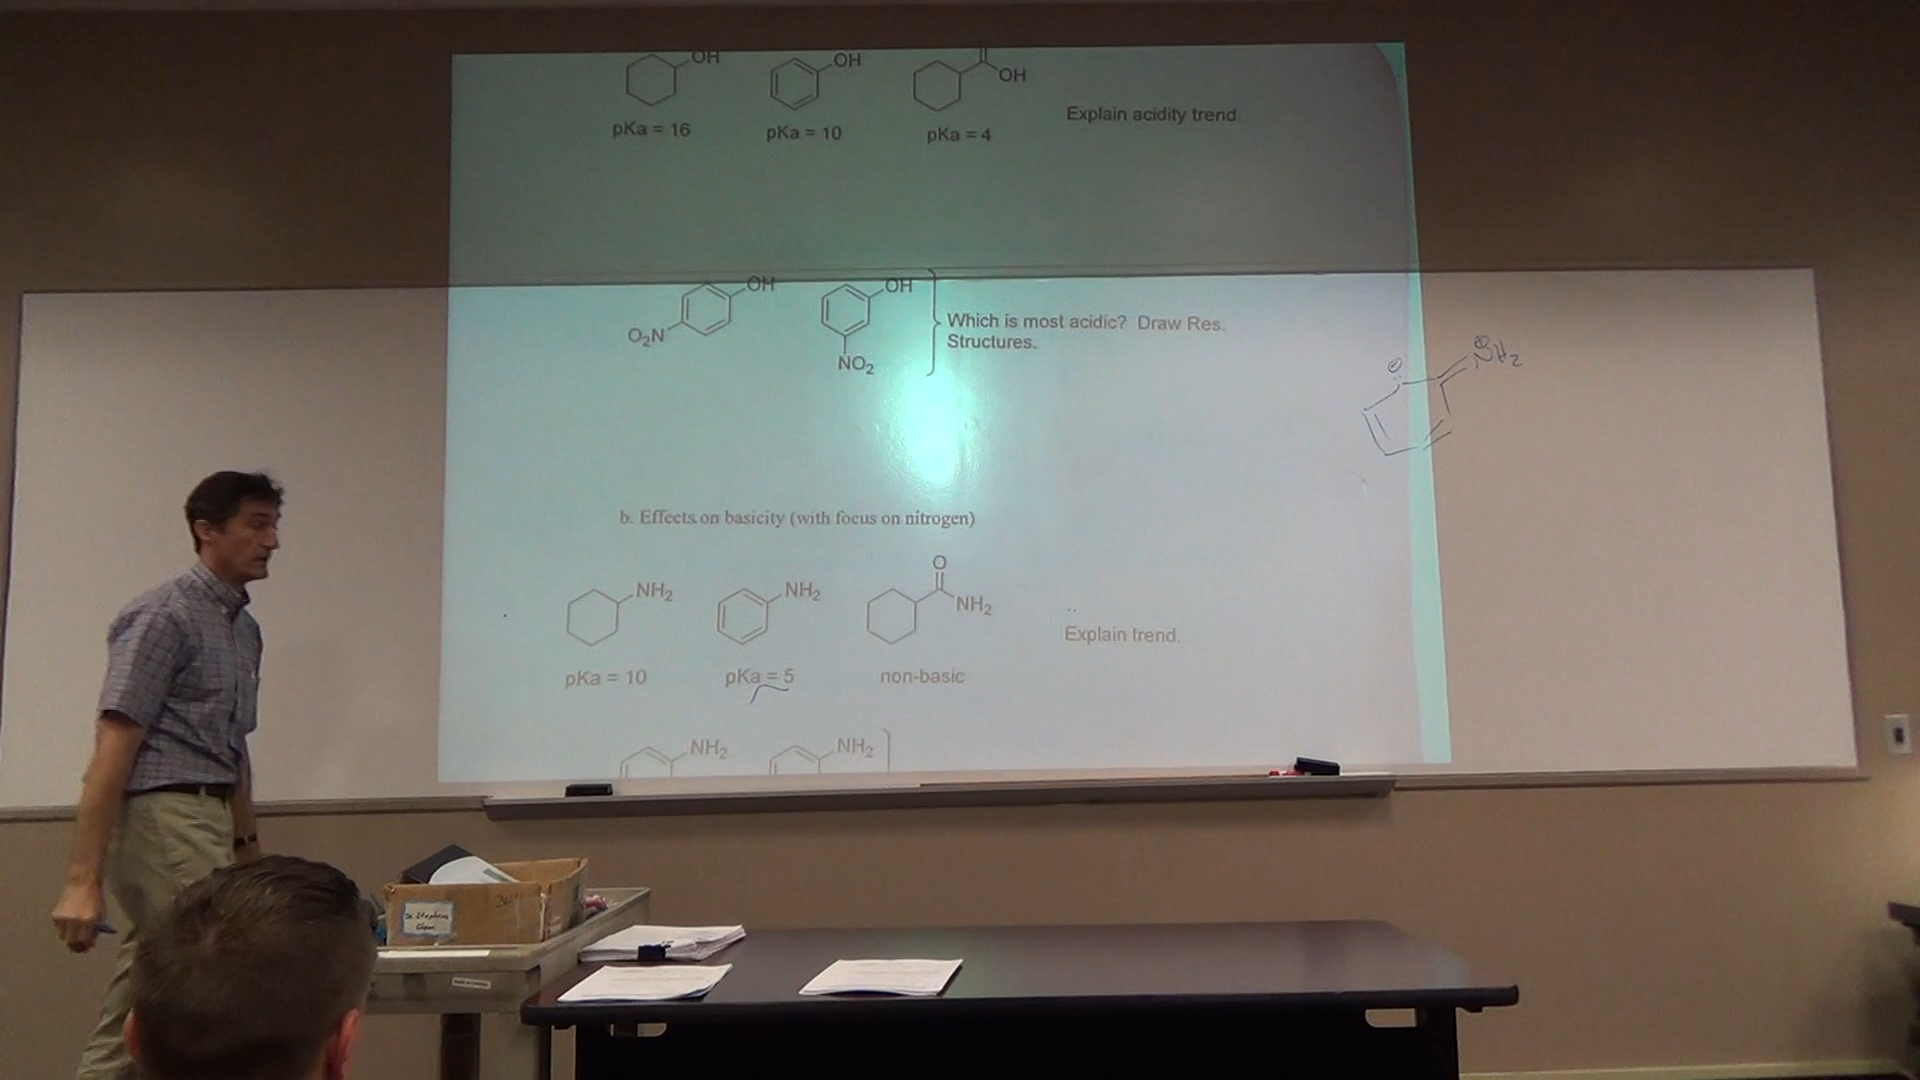 OH
OH
OH
pKa = 16
pKa = 10
pKa = 4
Explain acidity trend.
OH
O2N
OH
NO2
Which is most acidic? Draw Res.
Structures.
⊖
⊕
NH2
b. Effects on basicity (with focus on nitrogen)
NH2
NH2
O
NH2
Explain trend.
pKa = 10
pKa = 5
non-basic
NH2
NH2
Dr. Stephens